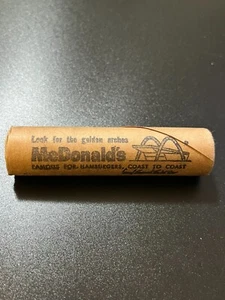 Look for the golden arches
McDonald's
FAMOUS FOR HAMBURGERS, COAST TO COAST